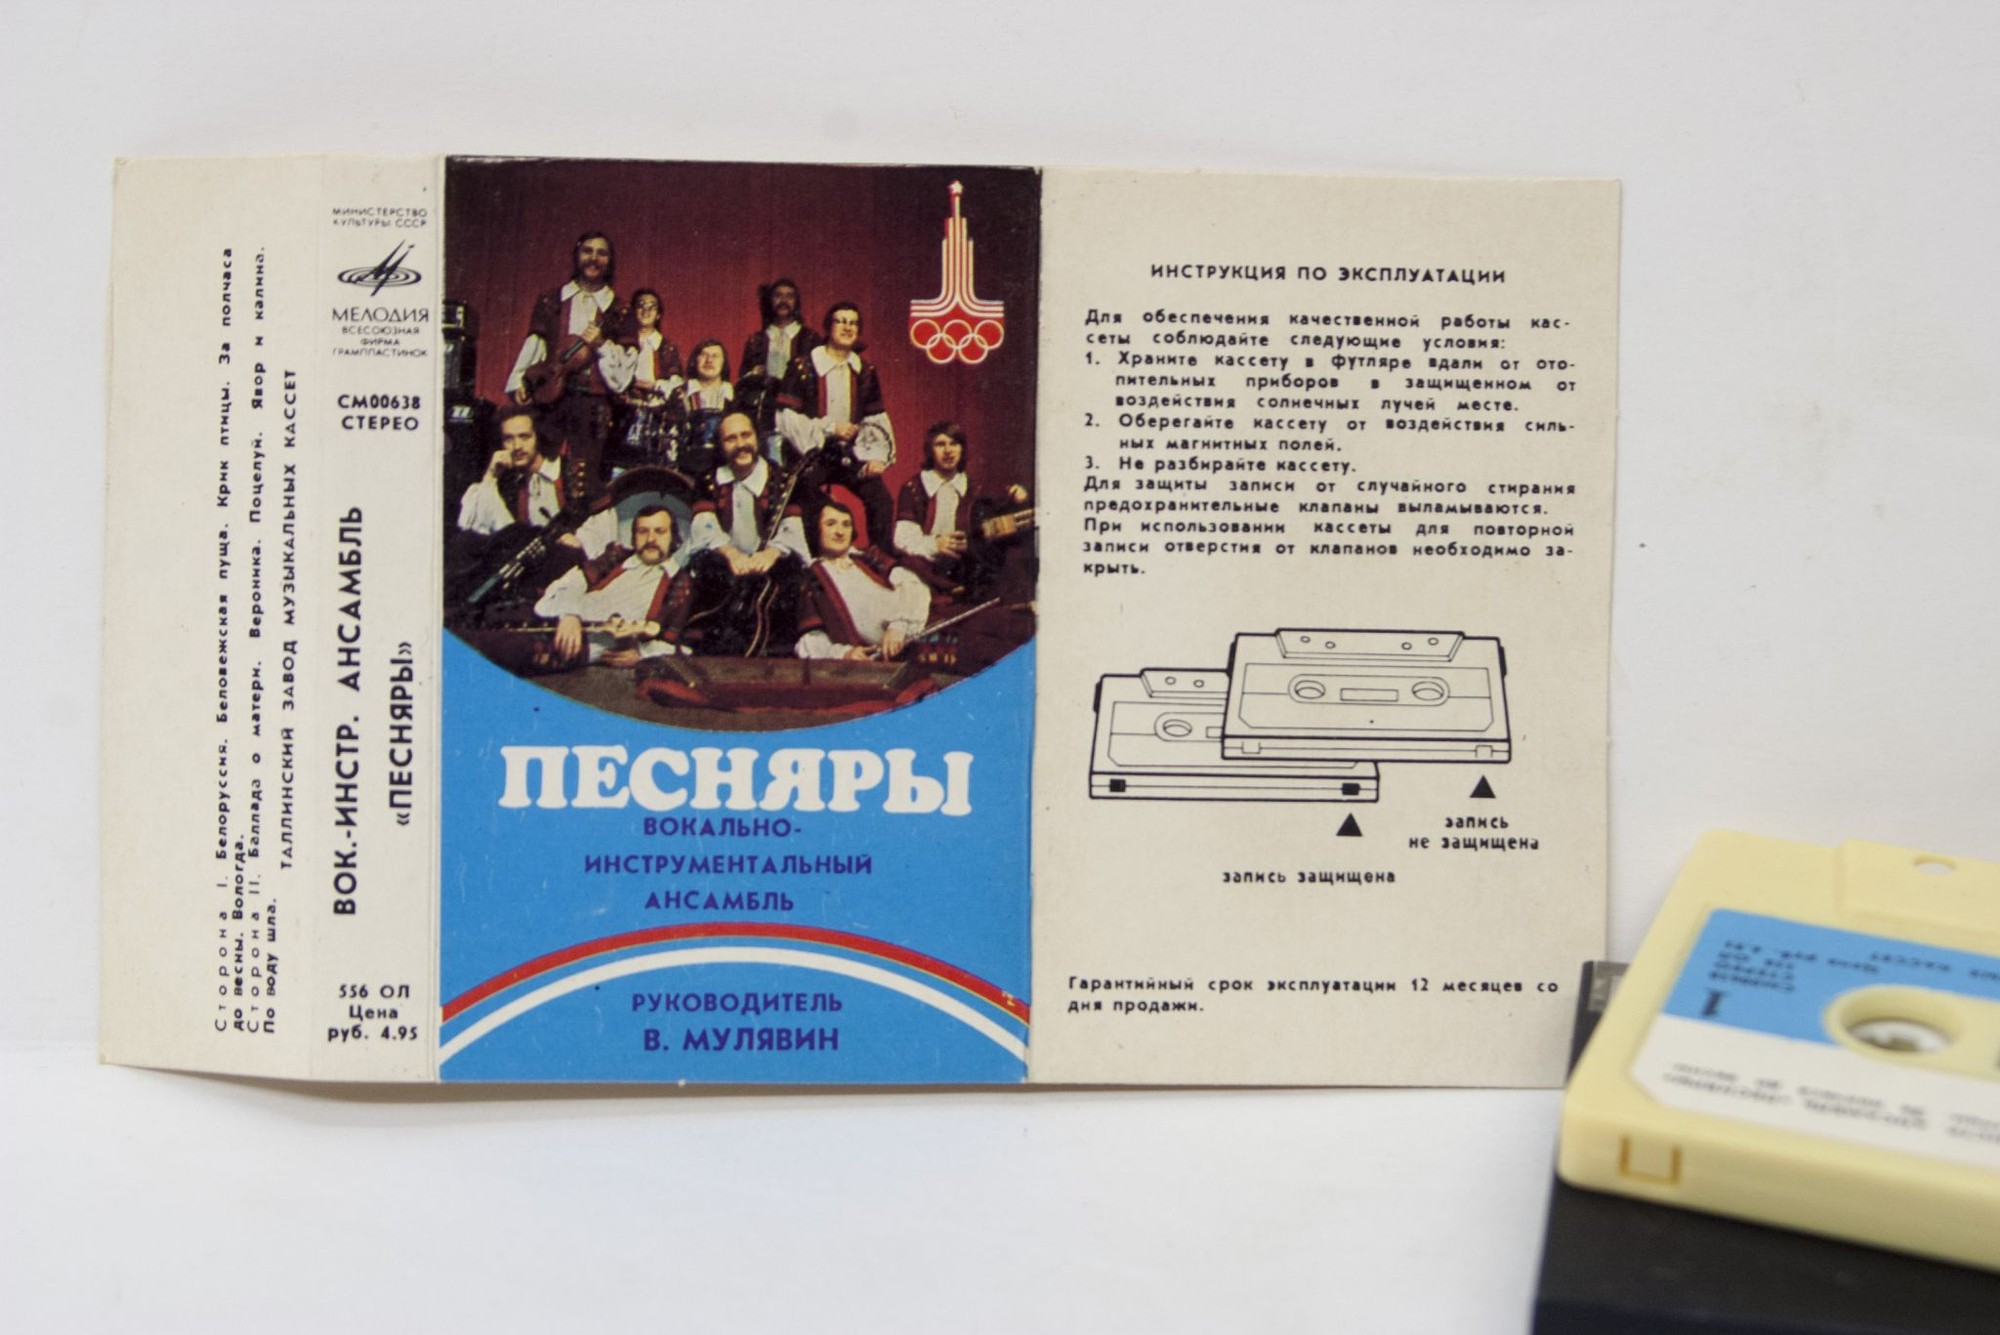 Сторона I. Белоруссия. Беловежская пуща. Крик птицы. За полчаса
до весны. Вологда.
Сторона II. Баллада о матери. Вероника. Поцелуй. Явор и калина.
По воду шла.
ТАЛЛИНСКИЙ ЗАВОД МУЗЫКАЛЬНЫХ КАССЕТ
МИНИСТЕРСТВО
КУЛЬТУРЫ СССР
МЕЛОДИЯ
ВСЕСОЮЗНАЯ
ФИРМА
ГРАМПЛАСТИНОК
СМ00638
СТЕРЕО
ВОК.-ИНСТР. АНСАМБЛЬ
«ПЕСНЯРЫ»
556 ОЛ
Цена
руб. 4.95
ПЕСНЯРЫ
ВОКАЛЬНО-
ИНСТРУМЕНТАЛЬНЫЙ
АНСАМБЛЬ
РУКОВОДИТЕЛЬ
В. МУЛЯВИН
ИНСТРУКЦИЯ ПО ЭКСПЛУАТАЦИИ
Для обеспечения качественной работы кас-
сеты соблюдайте следующие условия:
1. Храните кассету в футляре вдали от ото-
пительных приборов в защищенном от
воздействия солнечных лучей месте.
2. Оберегайте кассету от воздействия силь-
ных магнитных полей.
3. Не разбирайте кассету.
Для защиты записи от случайного стирания
предохранительные клапаны выламываются.
При использовании кассеты для повторной
записи отверстия от клапанов необходимо за-
крыть.
запись
не защищена
запись защищена
Гарантийный срок эксплуатации 12 месяцев со
дня продажи.
1